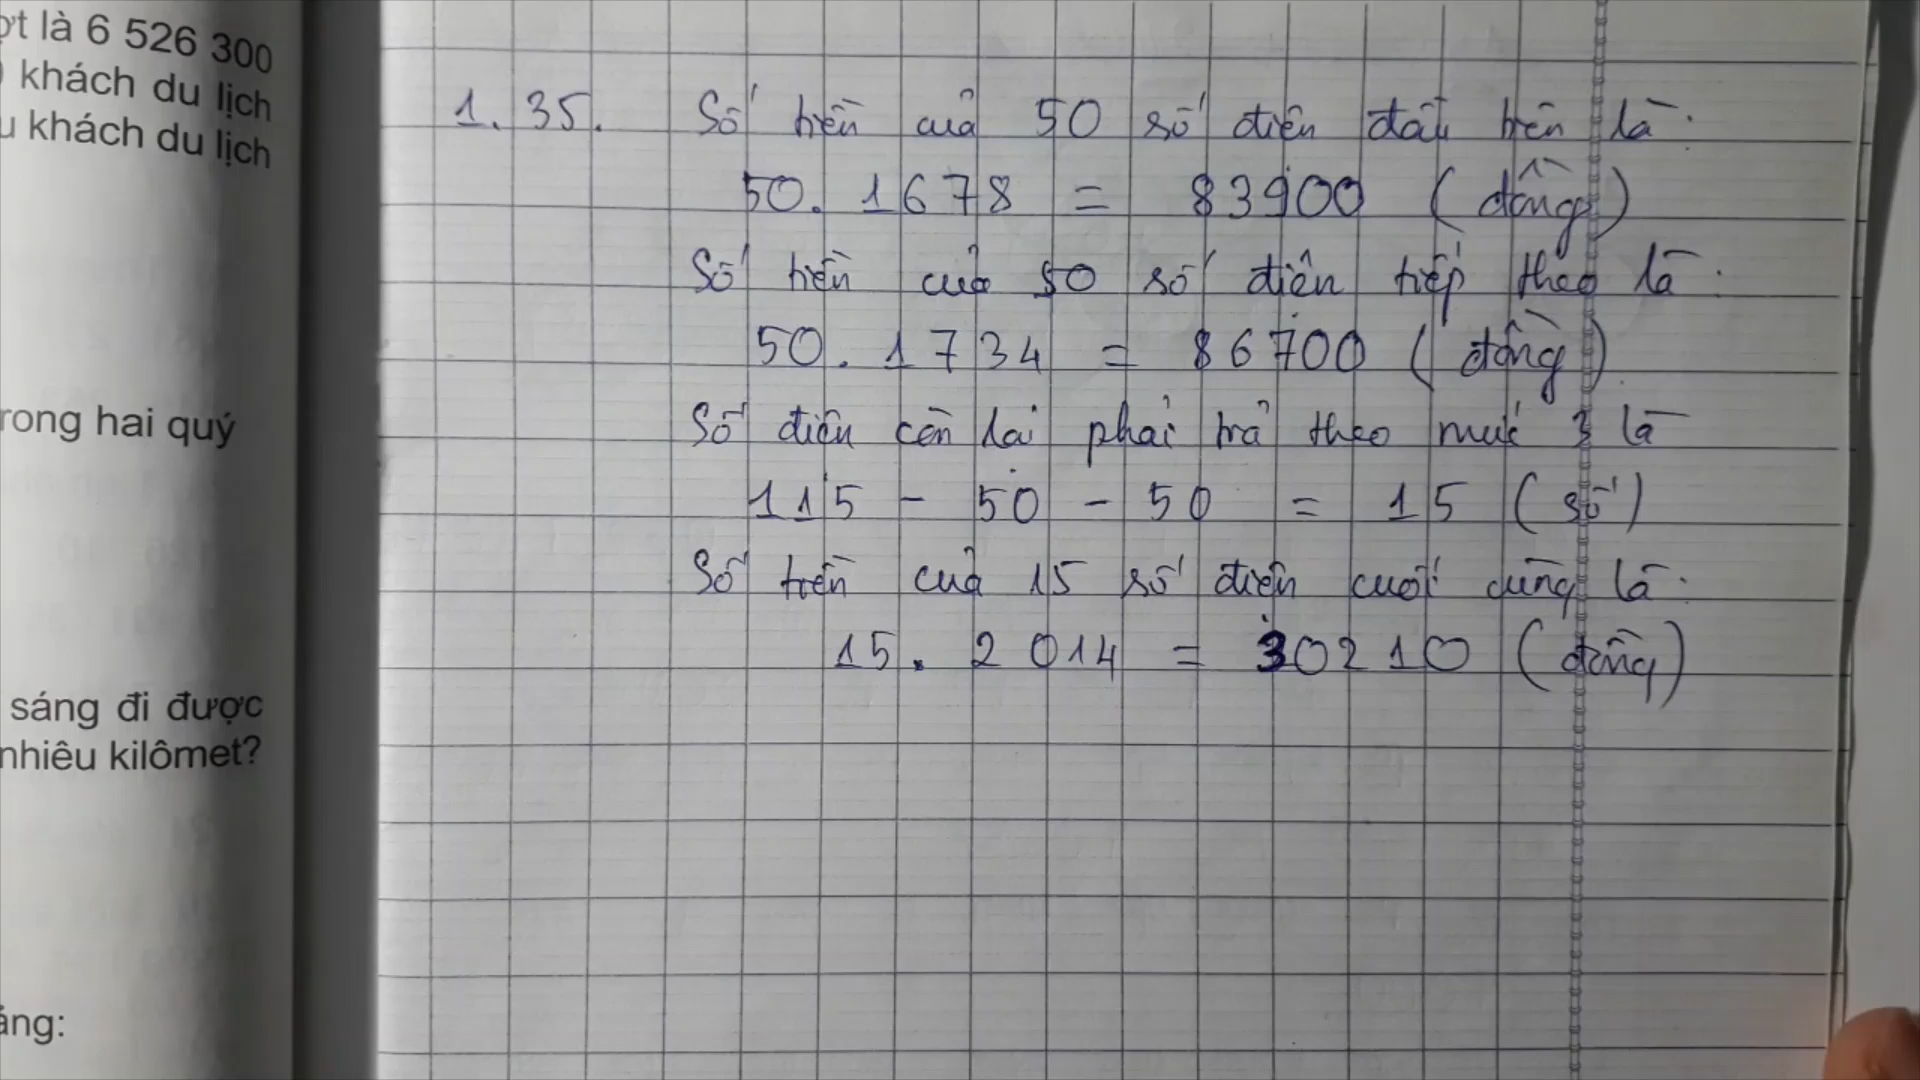 ợt là 6 526 300
khách du lịch
u khách du lịch
rong hai quý
sáng đi được
nhiêu kilômet?
áng:
1.35. Số tiền của 50 số điện đầu tiên là:
50. 1678 = 83900 (đồng)
Số tiền của 50 số điện tiếp theo là:
50. 1734 = 86700 (đồng)
Số điện còn lại phải trả theo mức 3 là
115 - 50 - 50 = 15 (số)
Số tiền của 15 số điện cuối cùng là:
15. 2014 = 30210 (đồng)